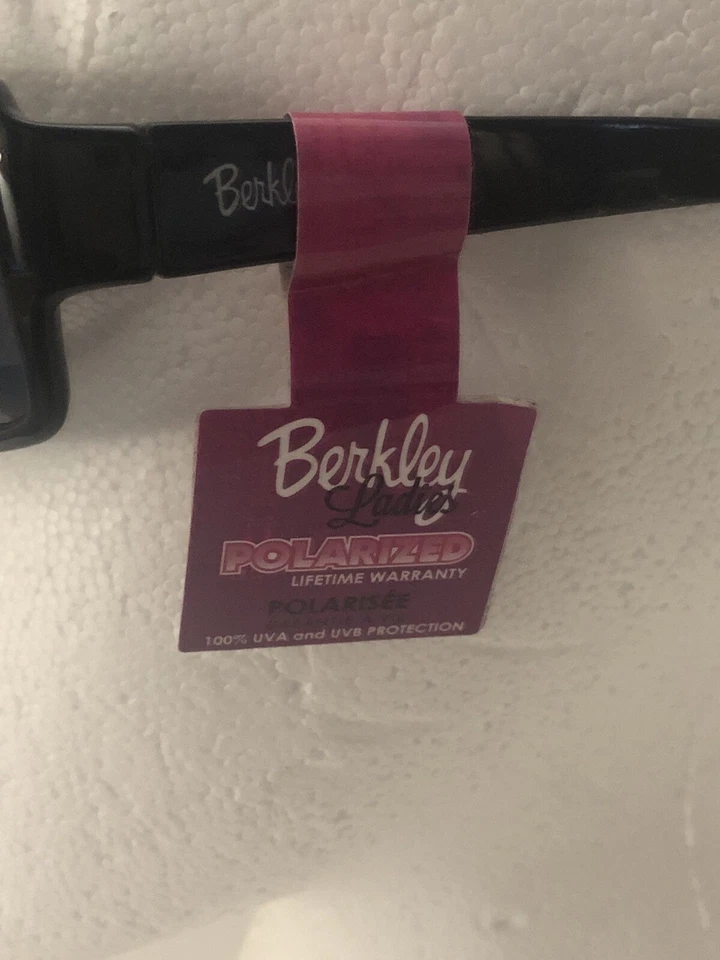 Berkl
Berkley
Ladies
POLARIZED
LIFETIME WARRANTY
POLARISÉE
100% UVA and UVB PROTECTION